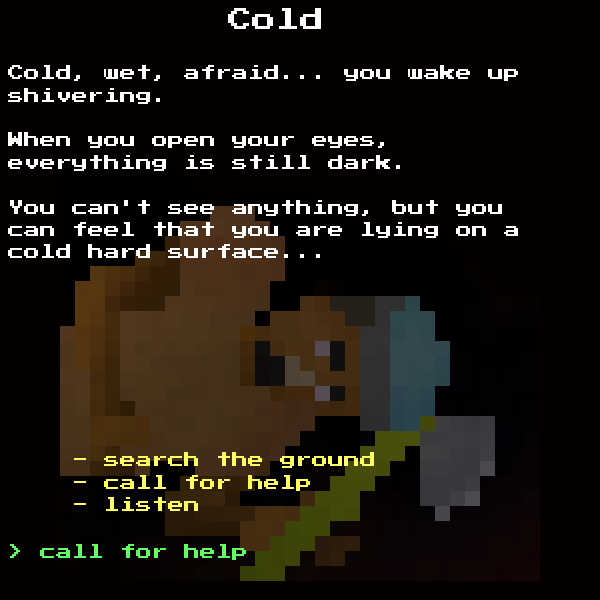 Cold
Cold, wet, afraid... you wake up
shivering.
When you open your eyes,
everything is still dark.
You can't see anything, but you
can feel that you are lying on a
cold hard surface...
- search the ground
- call for help
- listen
> call for help